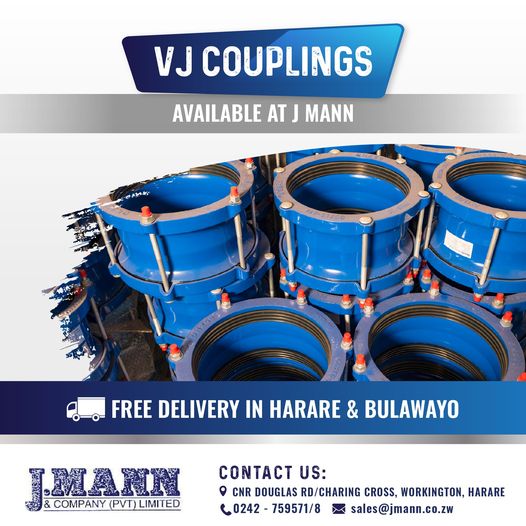 VJ COUPLINGS
AVAILABLE AT J MANN
FREE DELIVERY IN HARARE & BULAWAYO
J.MANN
& COMPANY (PVT) LIMITED
CONTACT US:
CNR DOUGLAS RD/CHARING CROSS, WORKINGTON, HARARE
0242 - 759571/8 sales@jmann.co.zw